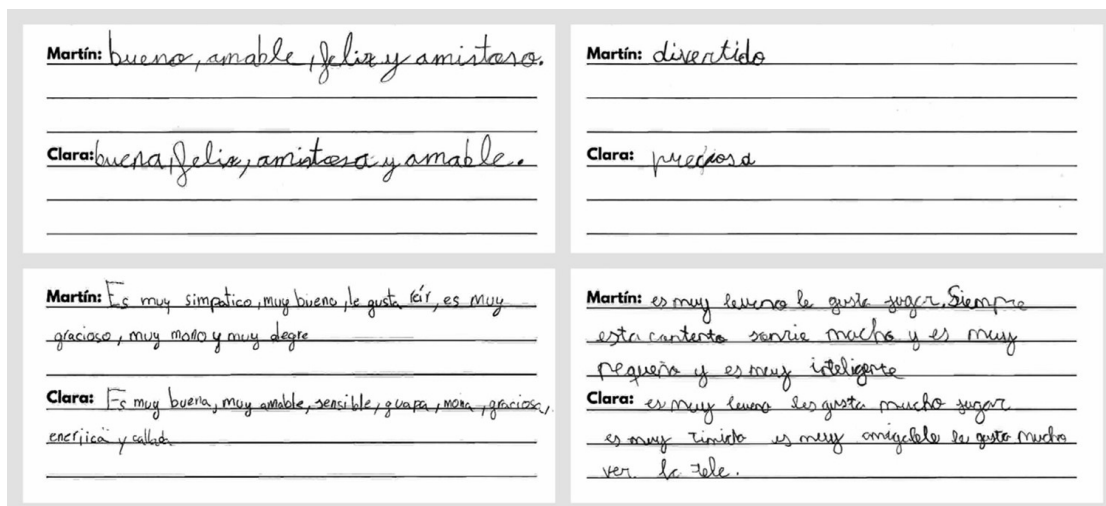 Martín: bueno, amable, feliz y amistoso.
Clara: buena, feliz, amistosa y amable.
Martín: divertido
Clara: preciosa
Martín: Es muy simpatico, muy bueno, le gusta reír, es muy
gracioso, muy mono y muy alegre
Clara: Es muy buena, muy amable, sensible, guapa, mona, graciosa,
enerjica y callada
Martín: es muy bueno le gusta jugar. Siempre
esta contento sonrie mucho y es muy
pequeño y es muy inteligente
Clara: es muy buena les gusta mucho jugar
es muy timida es muy amigable le gusta mucho
ver la tele.